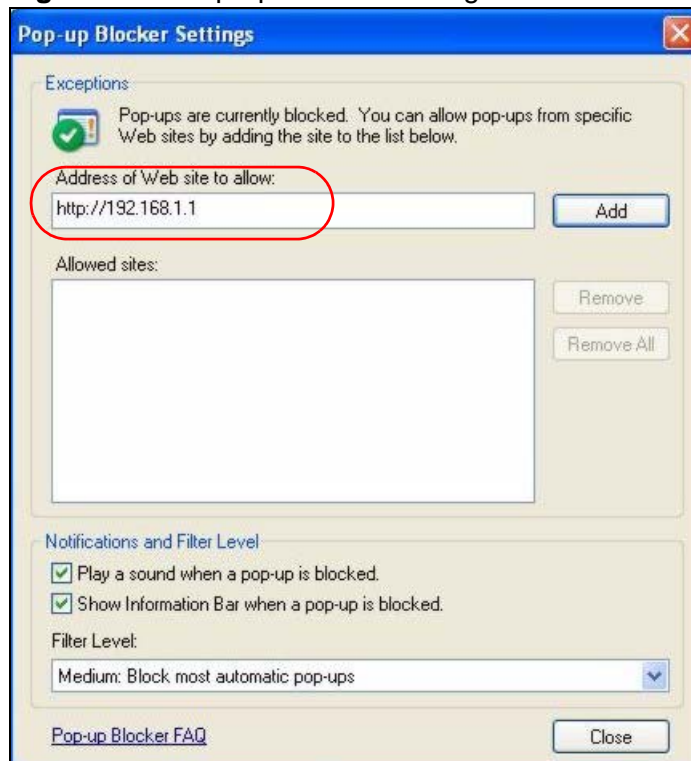 Pop-up Blocker Settings
Exceptions
Pop-ups are currently blocked. You can allow pop-ups from specific
Web sites by adding the site to the list below.
Address of Web site to allow:
http://192.168.1.1
Add
Allowed sites:
Remove
Remove All
Notifications and Filter Level
Play a sound when a pop-up is blocked.
Show Information Bar when a pop-up is blocked.
Filter Level:
Medium: Block most automatic pop-ups
Pop-up Blocker FAQ
Close